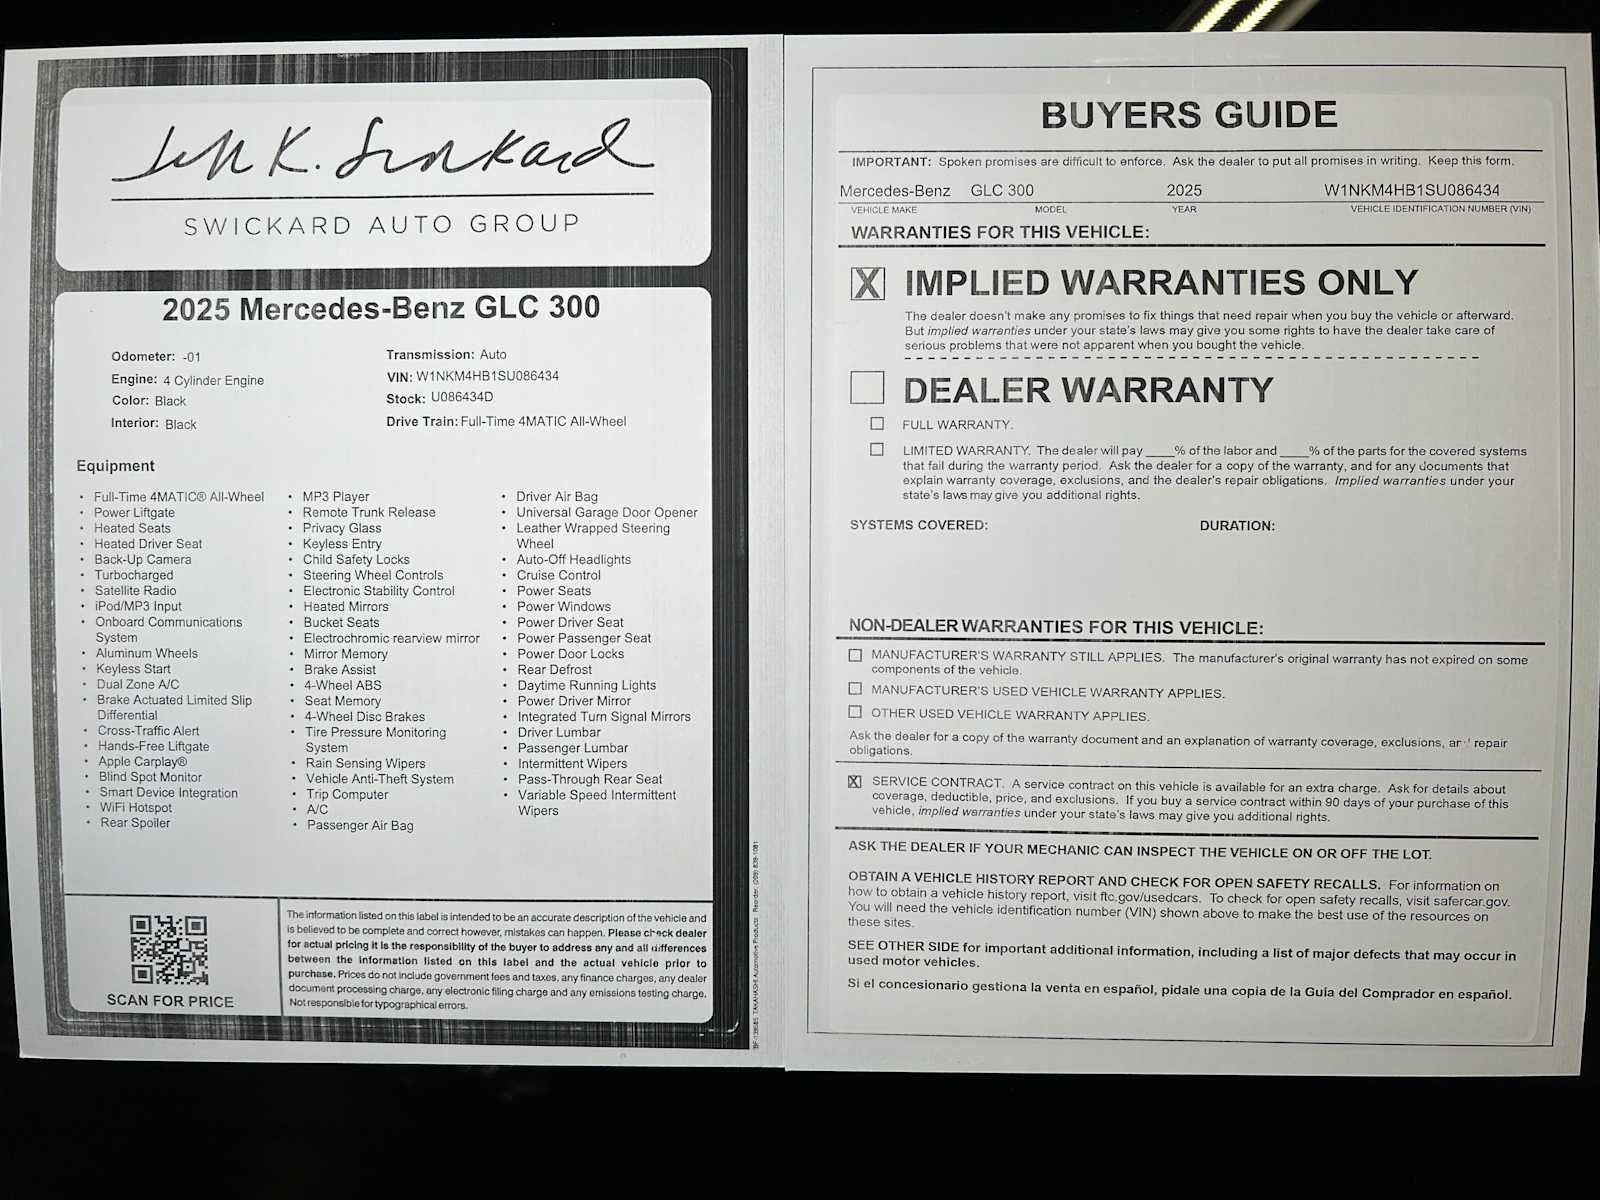 Jeff K. Swickard
SWICKARD AUTO GROUP
2025 Mercedes-Benz GLC 300
Odometer: -01
Engine: 4 Cylinder Engine
Color: Black
Interior: Black
Transmission: Auto
VIN: W1NKM4HB1SU086434
Stock: U086434D
Drive Train: Full-Time 4MATIC All-Wheel
Equipment
• Full-Time 4MATIC® All-Wheel
• Power Liftgate
• Heated Seats
• Heated Driver Seat
• Back-Up Camera
• Turbocharged
• Satellite Radio
• iPod/MP3 Input
• Onboard Communications
System
• Aluminum Wheels
• Keyless Start
• Dual Zone A/C
• Brake Actuated Limited Slip
Differential
• Cross-Traffic Alert
• Hands-Free Liftgate
• Apple Carplay®
• Blind Spot Monitor
• Smart Device Integration
• WiFi Hotspot
• Rear Spoiler
• MP3 Player
• Remote Trunk Release
• Privacy Glass
• Keyless Entry
• Child Safety Locks
• Steering Wheel Controls
• Electronic Stability Control
• Heated Mirrors
• Bucket Seats
• Electrochromic rearview mirror
• Mirror Memory
• Brake Assist
• 4-Wheel ABS
• Seat Memory
• 4-Wheel Disc Brakes
• Tire Pressure Monitoring
System
• Rain Sensing Wipers
• Vehicle Anti-Theft System
• Trip Computer
• A/C
• Passenger Air Bag
• Driver Air Bag
• Universal Garage Door Opener
• Leather Wrapped Steering
Wheel
• Auto-Off Headlights
• Cruise Control
• Power Seats
• Power Windows
• Power Driver Seat
• Power Passenger Seat
• Power Door Locks
• Rear Defrost
• Daytime Running Lights
• Power Driver Mirror
• Integrated Turn Signal Mirrors
• Driver Lumbar
• Passenger Lumbar
• Intermittent Wipers
• Pass-Through Rear Seat
• Variable Speed Intermittent
Wipers
SCAN FOR PRICE
The information listed on this label is intended to be an accurate description of the vehicle and
is believed to be complete and correct however, mistakes can happen. Please check dealer
for actual pricing it is the responsibility of the buyer to address any and all differences
between the information listed on this label and the actual vehicle prior to
purchase. Prices do not include government fees and taxes, any finance charges, any dealer
document processing charge, any electronic filing charge and any emissions testing charge.
Not responsible for typographical errors.
TAKAHASHI Automotive Products Reorder:
BUYERS GUIDE
IMPORTANT: Spoken promises are difficult to enforce. Ask the dealer to put all promises in writing. Keep this form.
Mercedes-Benz GLC 300 2025 W1NKM4HB1SU086434
VEHICLE MAKE MODEL YEAR VEHICLE IDENTIFICATION NUMBER (VIN)
WARRANTIES FOR THIS VEHICLE:
X IMPLIED WARRANTIES ONLY
The dealer doesn't make any promises to fix things that need repair when you buy the vehicle or afterward.
But implied warranties under your state's laws may give you some rights to have the dealer take care of
serious problems that were not apparent when you bought the vehicle.
DEALER WARRANTY
FULL WARRANTY.
LIMITED WARRANTY. The dealer will pay ____% of the labor and ____% of the parts for the covered systems
that fail during the warranty period. Ask the dealer for a copy of the warranty, and for any documents that
explain warranty coverage, exclusions, and the dealer's repair obligations. Implied warranties under your
state's laws may give you additional rights.
SYSTEMS COVERED: DURATION:
NON-DEALER WARRANTIES FOR THIS VEHICLE:
MANUFACTURER'S WARRANTY STILL APPLIES. The manufacturer's original warranty has not expired on some
components of the vehicle.
MANUFACTURER'S USED VEHICLE WARRANTY APPLIES.
OTHER USED VEHICLE WARRANTY APPLIES.
Ask the dealer for a copy of the warranty document and an explanation of warranty coverage, exclusions, and repair
obligations.
X SERVICE CONTRACT. A service contract on this vehicle is available for an extra charge. Ask for details about
coverage, deductible, price, and exclusions. If you buy a service contract within 90 days of your purchase of this
vehicle, implied warranties under your state's laws may give you additional rights.
ASK THE DEALER IF YOUR MECHANIC CAN INSPECT THE VEHICLE ON OR OFF THE LOT.
OBTAIN A VEHICLE HISTORY REPORT AND CHECK FOR OPEN SAFETY RECALLS. For information on
how to obtain a vehicle history report, visit ftc.gov/usedcars. To check for open safety recalls, visit safercar.gov.
You will need the vehicle identification number (VIN) shown above to make the best use of the resources on
these sites.
SEE OTHER SIDE for important additional information, including a list of major defects that may occur in
used motor vehicles.
Si el concesionario gestiona la venta en español, pidale una copia de la Guía del Comprador en español.